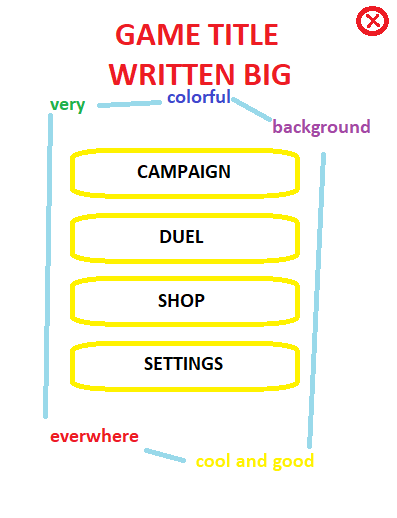 GAME TITLE
WRITTEN BIG
very
colorful
background
CAMPAIGN
DUEL
SHOP
SETTINGS
everwhere
cool and good